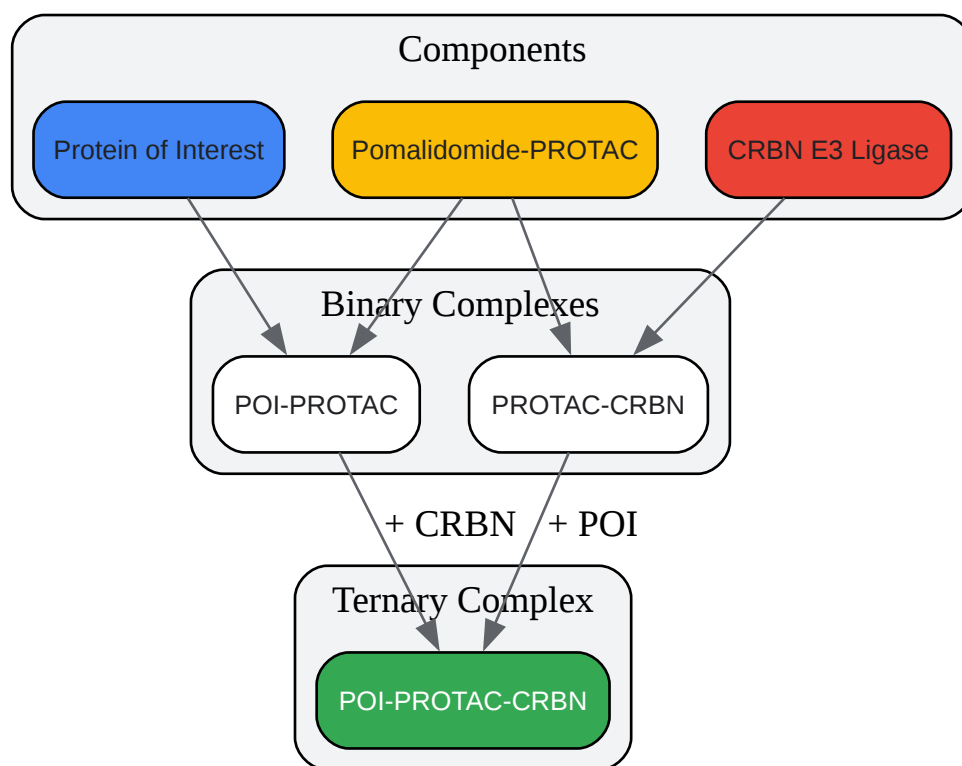 Components
Protein of Interest
Pomalidomide-PROTAC
CRBN E3 Ligase
Binary Complexes
POI-PROTAC
PROTAC-CRBN
+ CRBN
+ POI
Ternary Complex
POI-PROTAC-CRBN